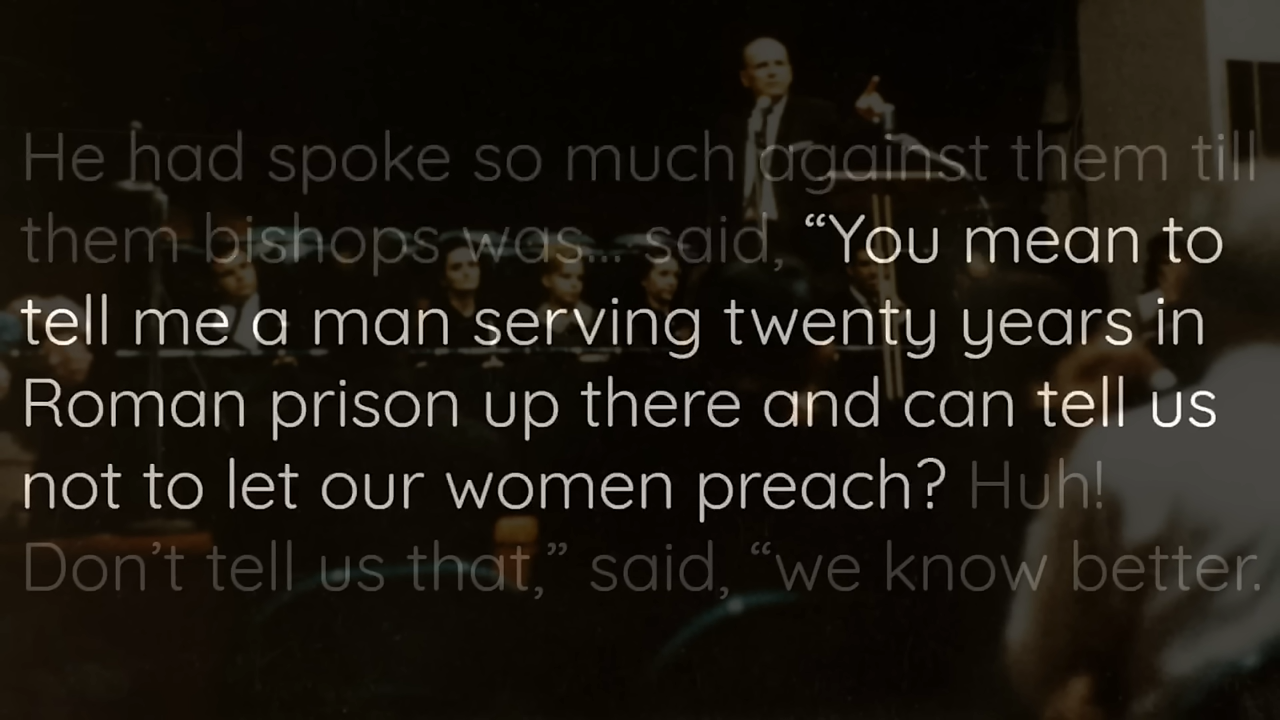 He had spoke so much against them till
them bishops was... said, “You mean to
tell me a man serving twenty years in
Roman prison up there and can tell us
not to let our women preach? Huh!
Don’t tell us that,” said, “we know better.